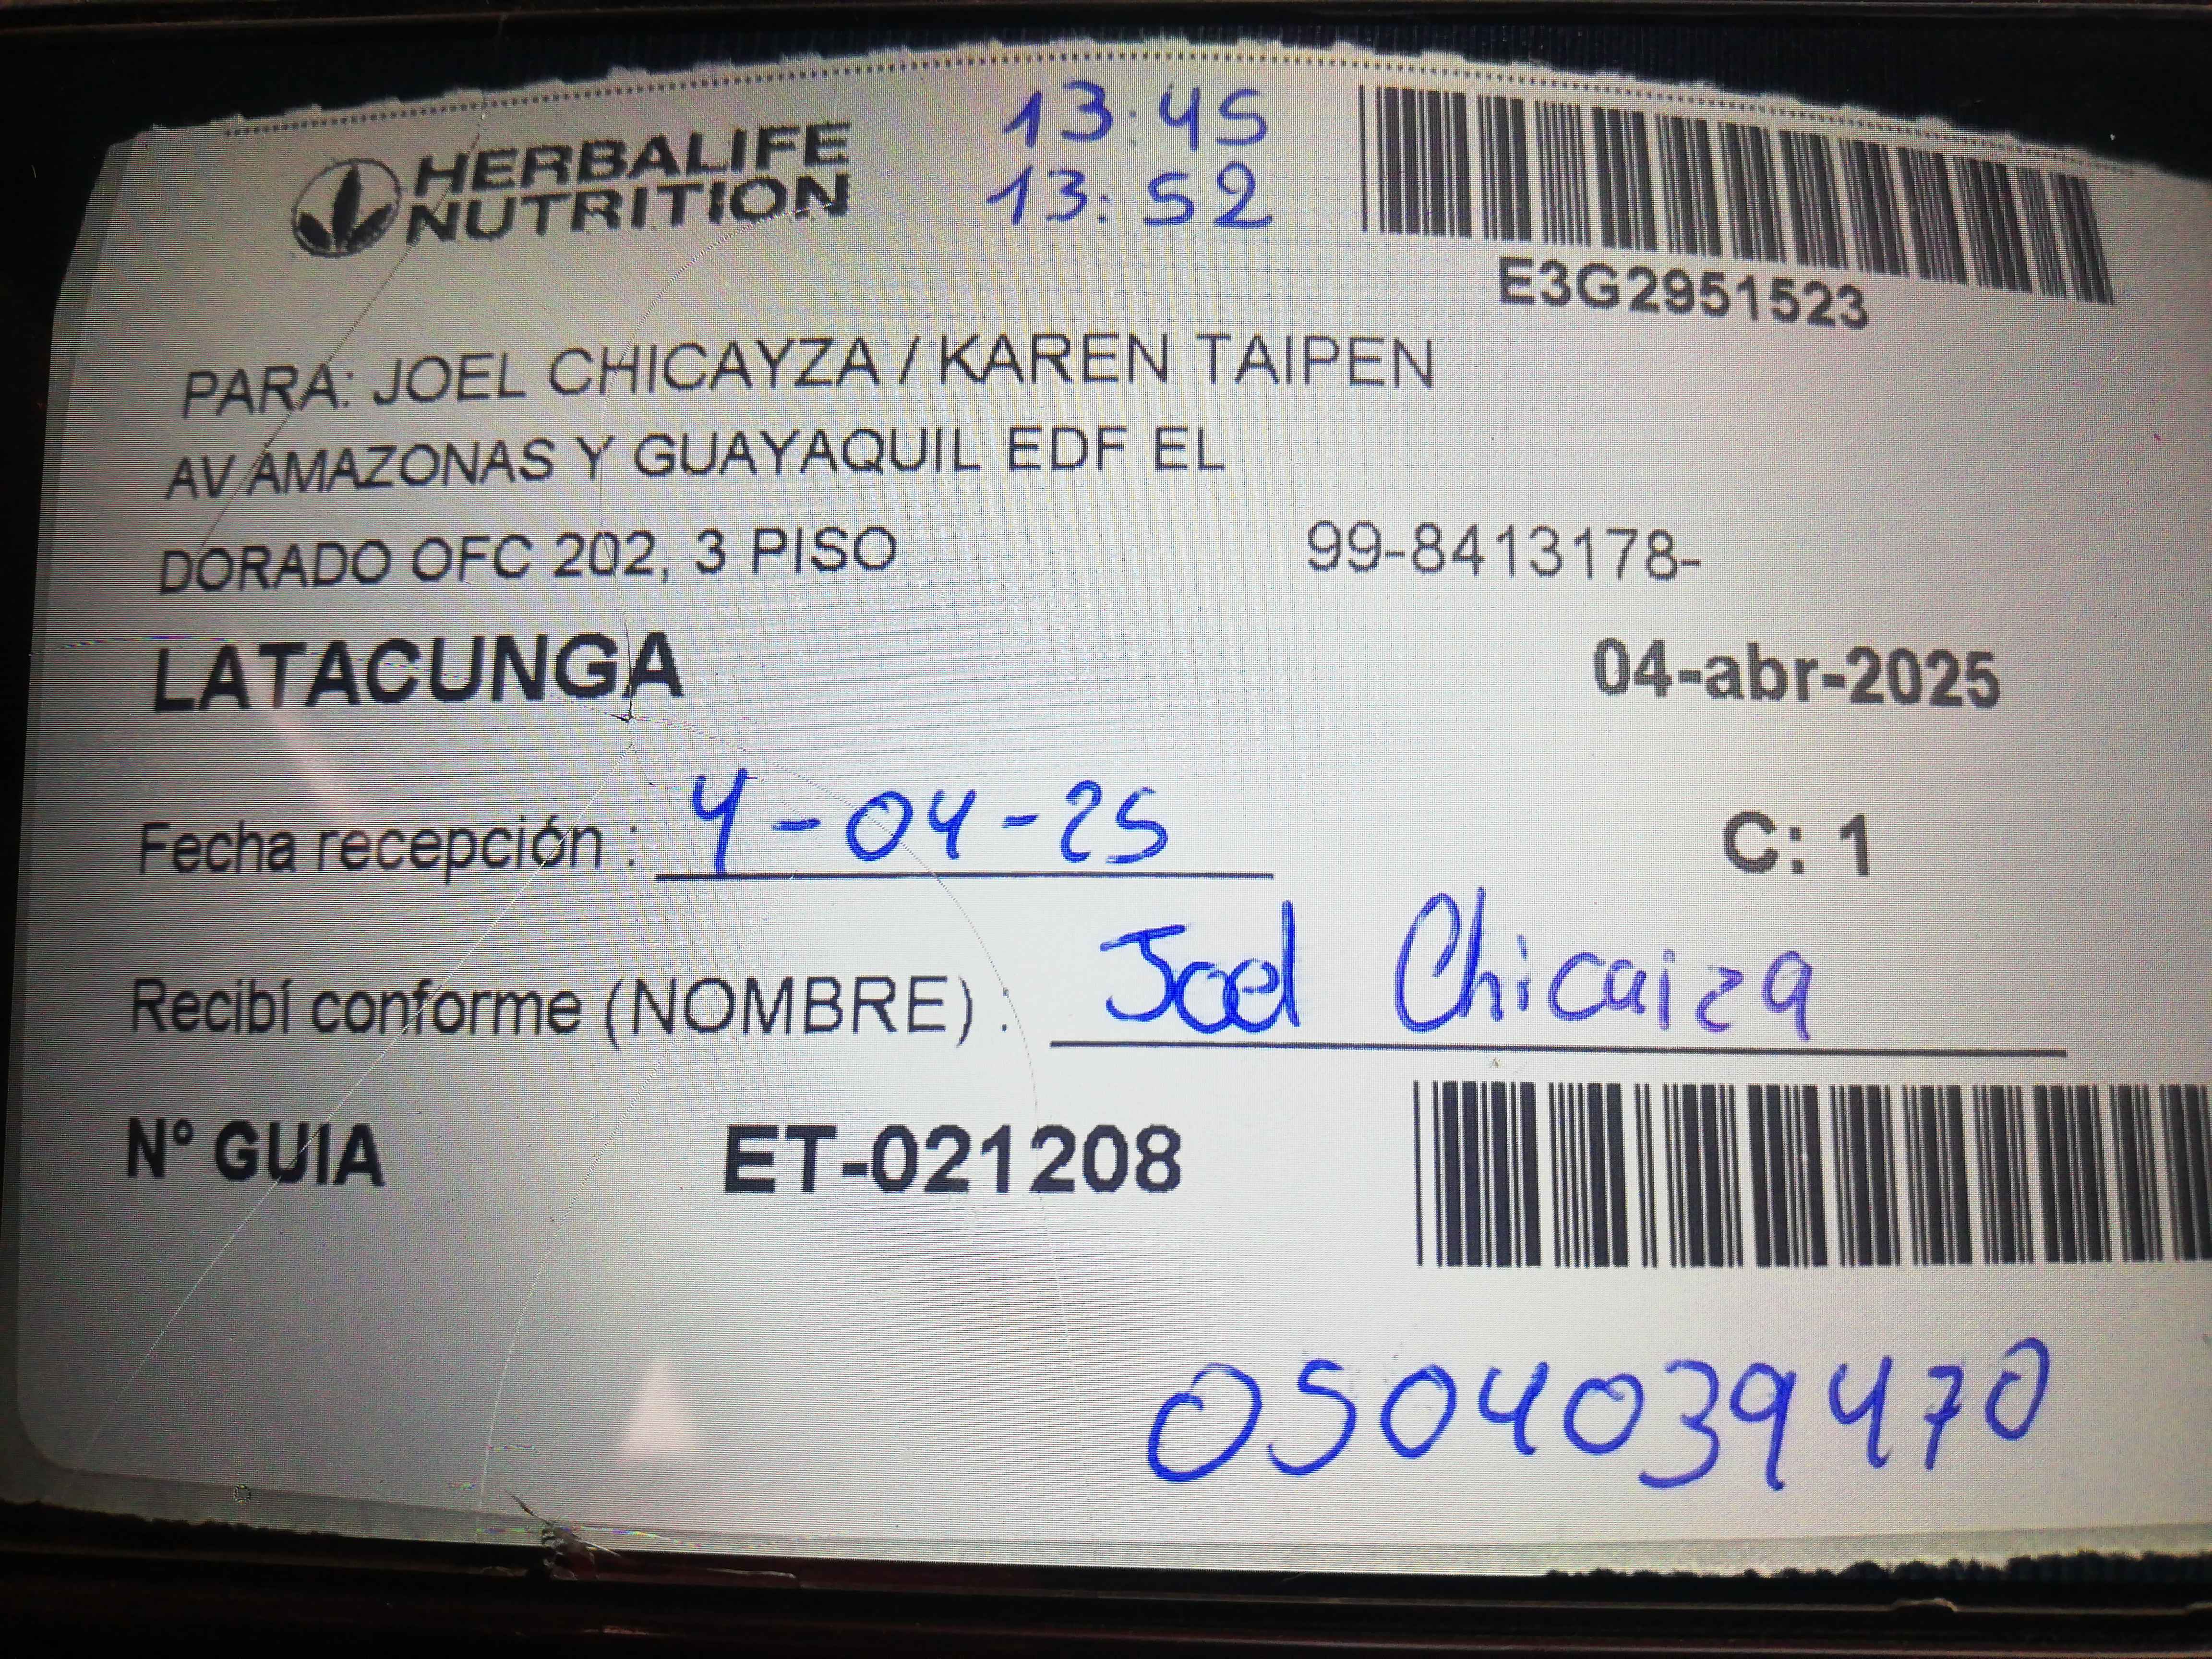 HERBALIFE
NUTRITION
13:45
13:52
E3G2951523
PARA: JOEL CHICAYZA / KAREN TAIPEN
AV AMAZONAS Y GUAYAQUIL EDF EL
DORADO OFC 202, 3 PISO 99-8413178-
LATACUNGA 04-abr-2025
Fecha recepción : 4-04-25 C: 1
Recibí conforme (NOMBRE) : Joel Chicaiza
N° GUIA ET-021208
0504039470